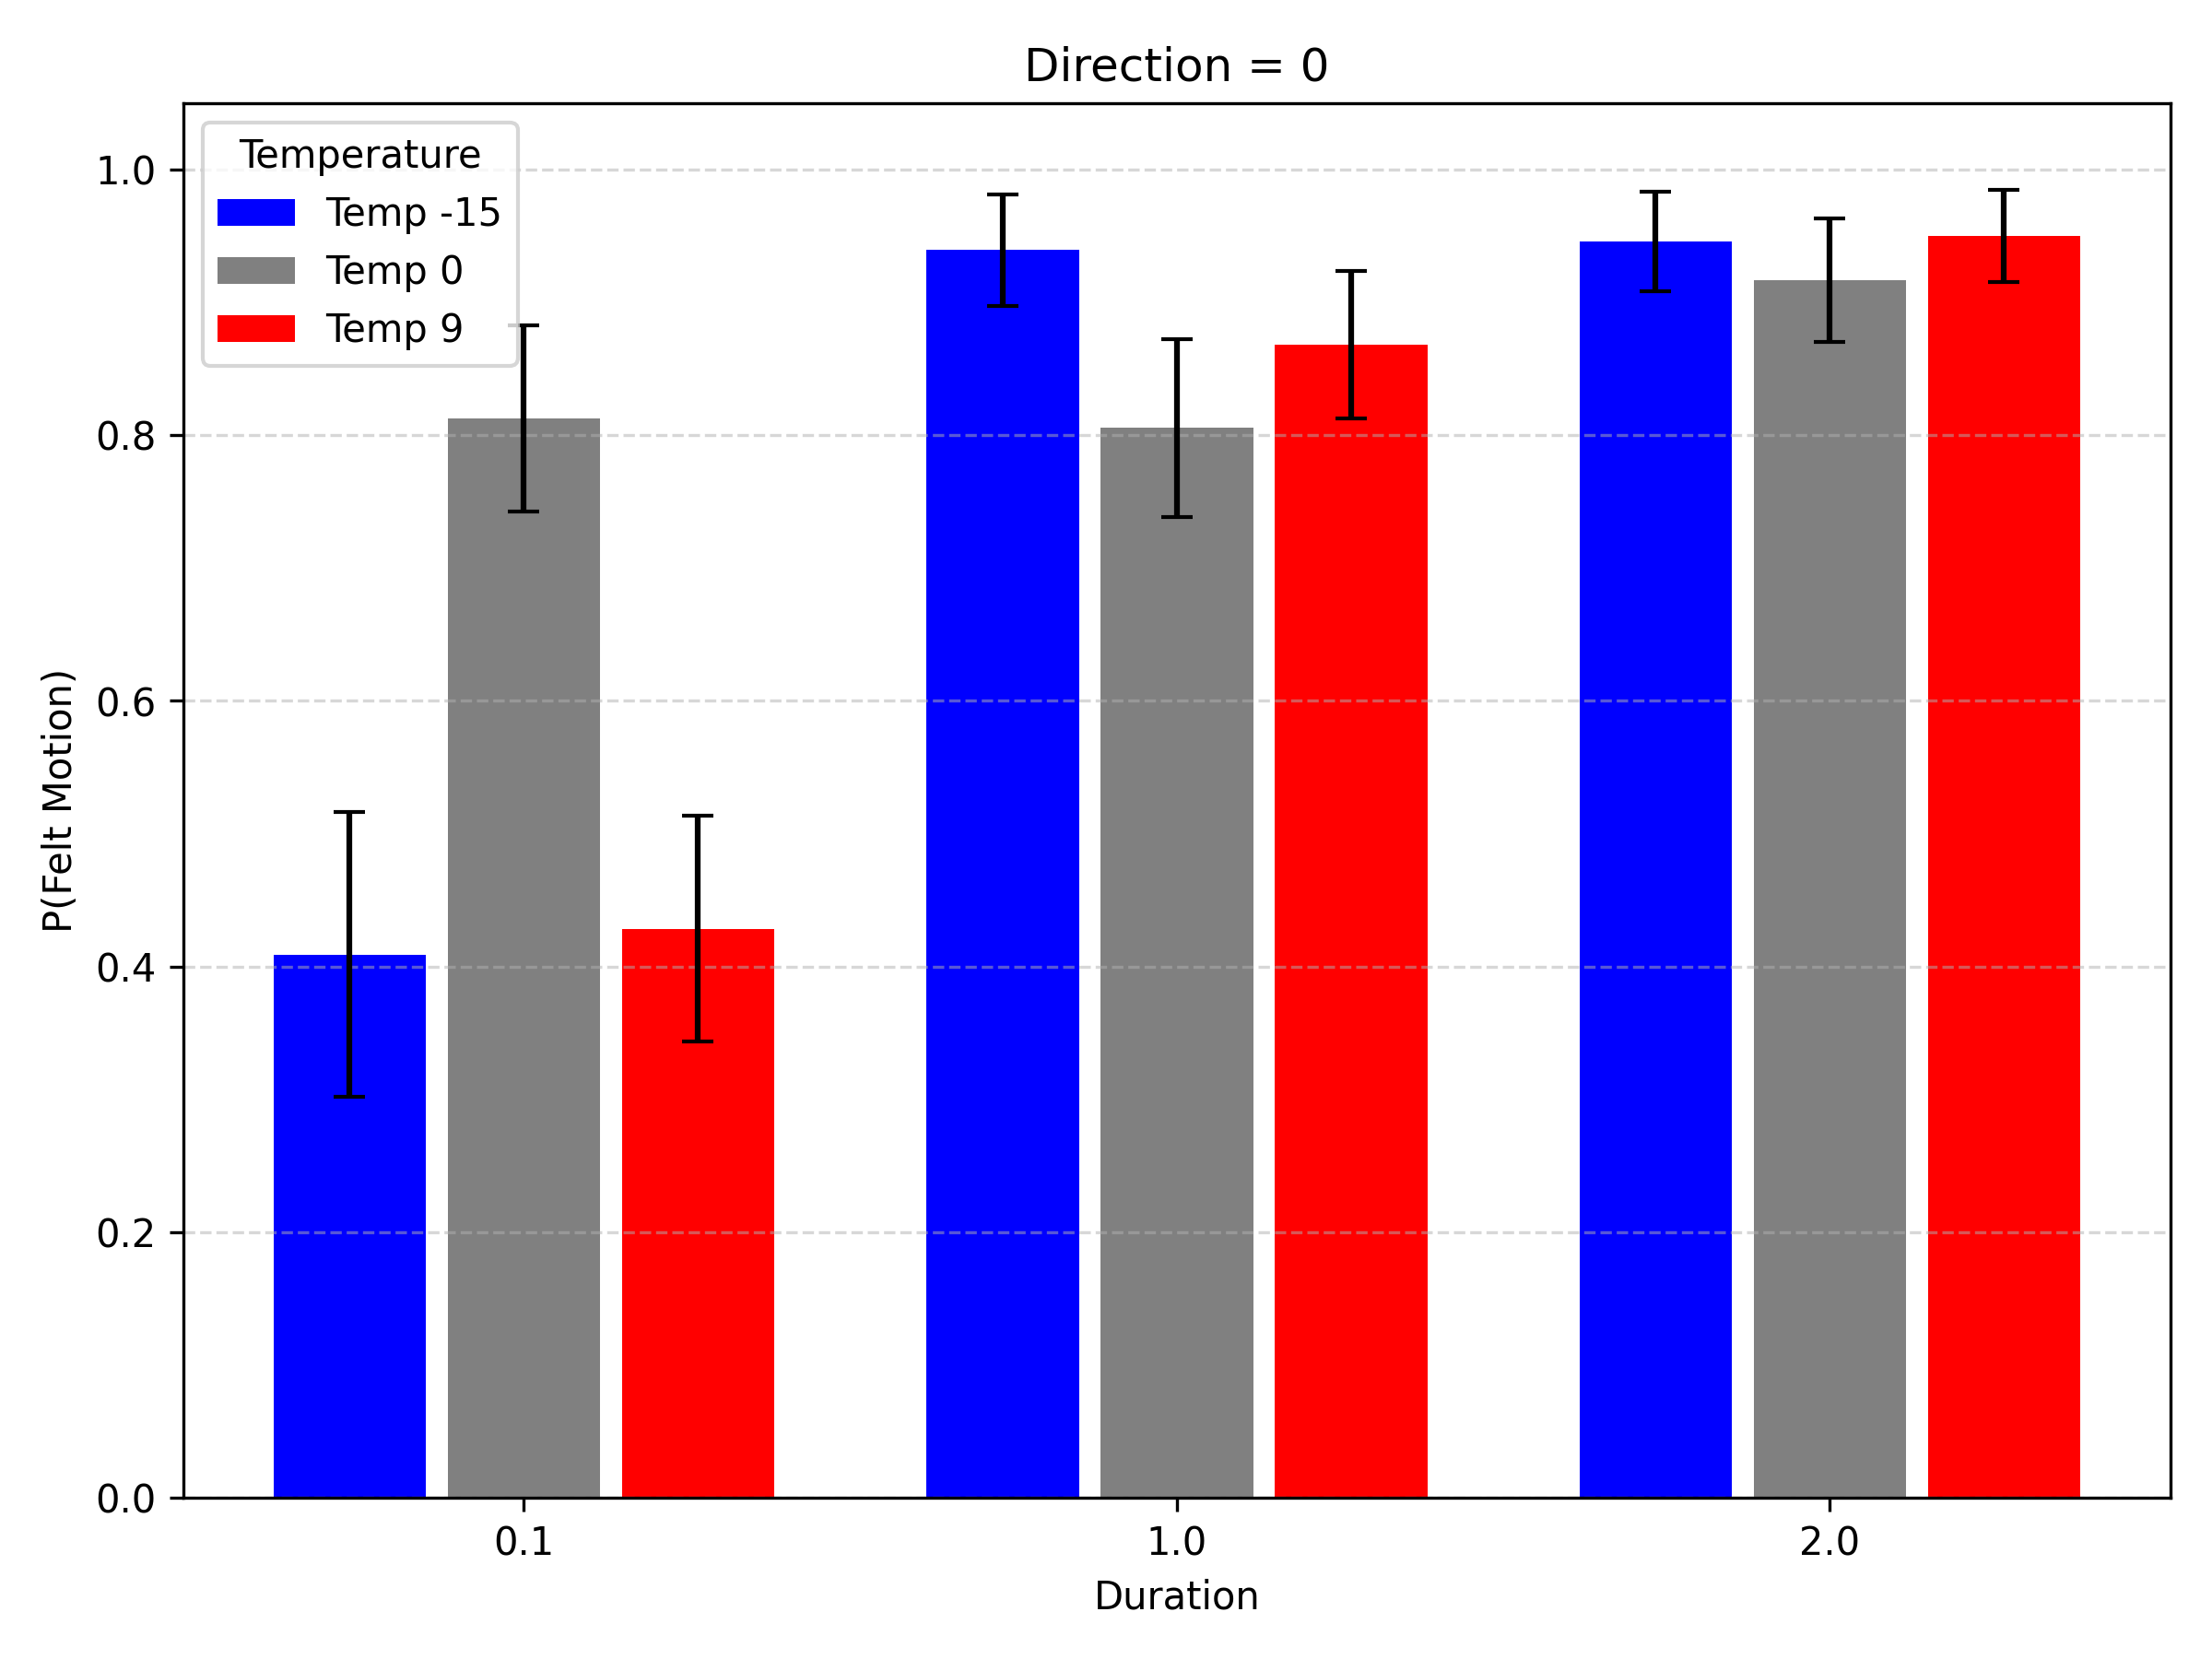 Direction = 0
Temperature
Temp -15
Temp 0
Temp 9
P(Felt Motion)
1.0
0.8
0.6
0.4
0.2
0.0
0.1 1.0 2.0
Duration